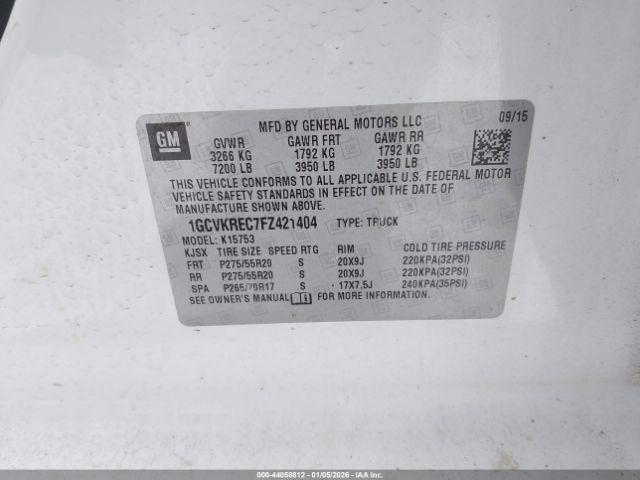 GM
MFD BY GENERAL MOTORS LLC 09/15
GVWR GAWR FRT GAWR RR
3266 KG 1792 KG 1792 KG
7200 LB 3950 LB 3950 LB
THIS VEHICLE CONFORMS TO ALL APPLICABLE U.S. FEDERAL MOTOR
VEHICLE SAFETY STANDARDS IN EFFECT ON THE DATE OF
MANUFACTURE SHOWN ABOVE.
1GCVKREC7FZ421404 TYPE: TRUCK
MODEL: K15753
KJSX TIRE SIZE SPEED RTG RIM COLD TIRE PRESSURE
FRT P275/55R20 S 20X9J 220KPA(32PSI)
RR P275/55R20 S 20X9J 220KPA(32PSI)
SPA P265/70R17 S 17X7.5J 240KPA(35PSI)
SEE OWNER'S MANUAL FOR MORE INFORMATION
000-44058812 - 01/05/2026 - IAAI.COM